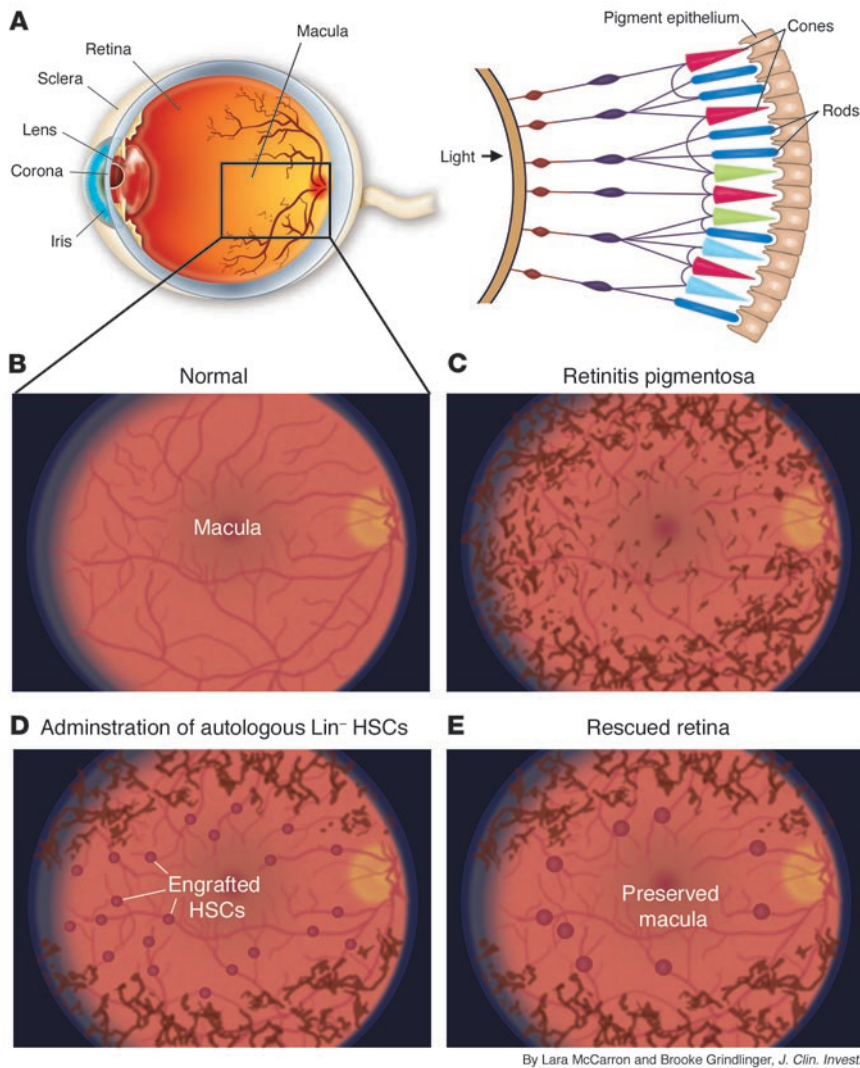 A
Retina
Macula
Sclera
Lens
Corona
Iris
Pigment epithelium
Cones
Rods
Light
B
Normal
C
Retinitis pigmentosa
Macula
D Adminstration of autologous Lin– HSCs
E
Rescued retina
Engrafted
HSCs
Preserved
macula
By Lara McCarron and Brooke Grindlinger, J. Clin. Invest.